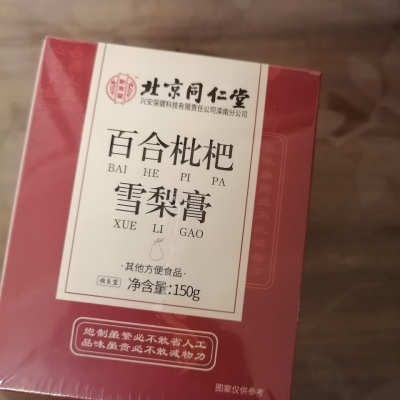 北京同仁堂
兴安保健科技有限责任公司滦南分公司
百合枇杷
BAI HE PI PA
雪梨膏
XUE LI GAO
·其他方便食品·
净含量:150g
炮制虽繁必不敢省人工
品味虽贵必不敢减物力
图案仅供参考